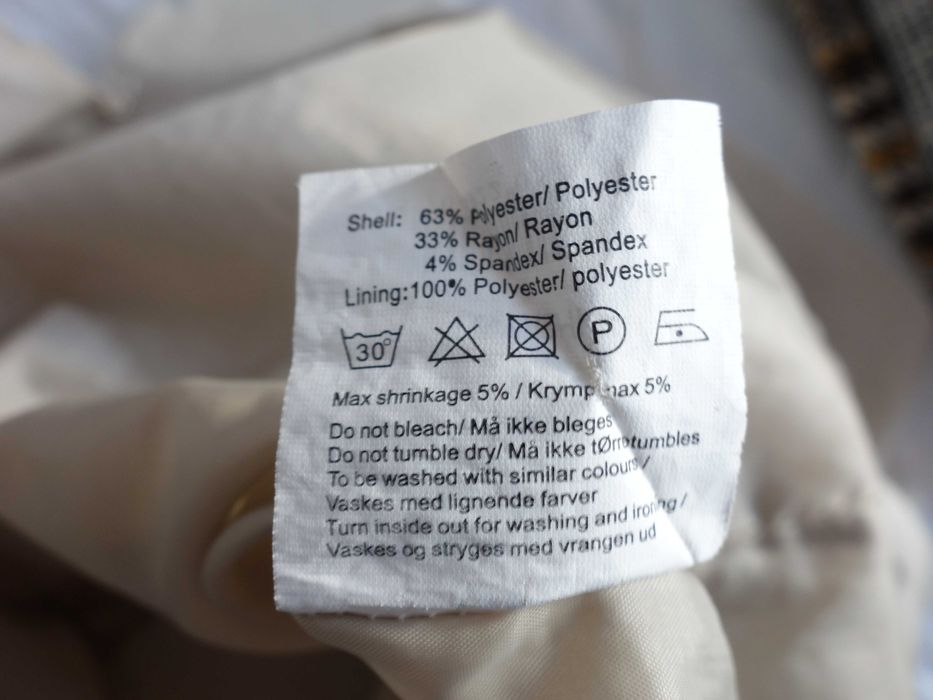 Shell: 63% Polyester/ Polyester
33% Rayon/ Rayon
4% Spandex/ Spandex
Lining:100% Polyester/ polyester
30° P
Max shrinkage 5% / Krymp max 5%
Do not bleach/ Må ikke bleges
Do not tumble dry/ Må ikke tØrretumbles
To be washed with similar colours /
Vaskes med lignende farver
Turn inside out for washing and ironing /
Vaskes og stryges med vrangen ud